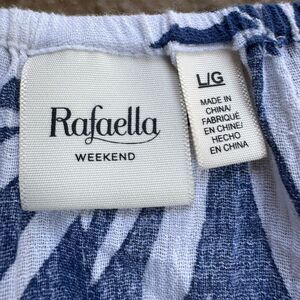 Rafaella
WEEKEND
L/G
MADE IN
CHINA/
FABRIQUÉ
EN CHINE/
HECHO
EN CHINA